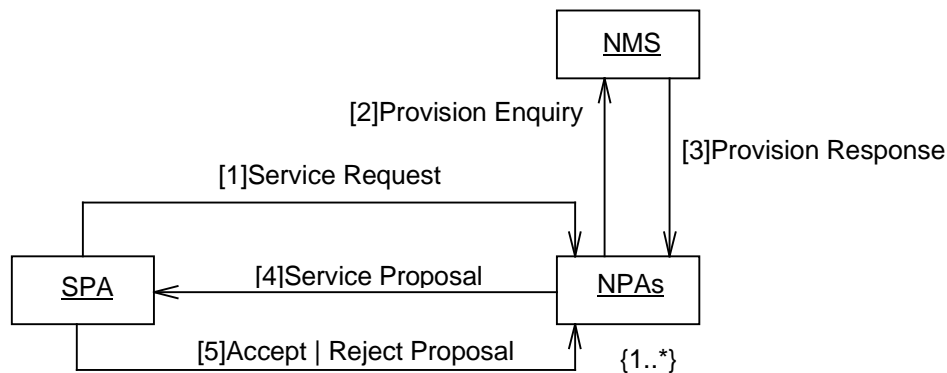 NMS
[2]Provision Enquiry
[3]Provision Response
[1]Service Request
SPA
[4]Service Proposal
NPAs
[5]Accept | Reject Proposal
{1..*}